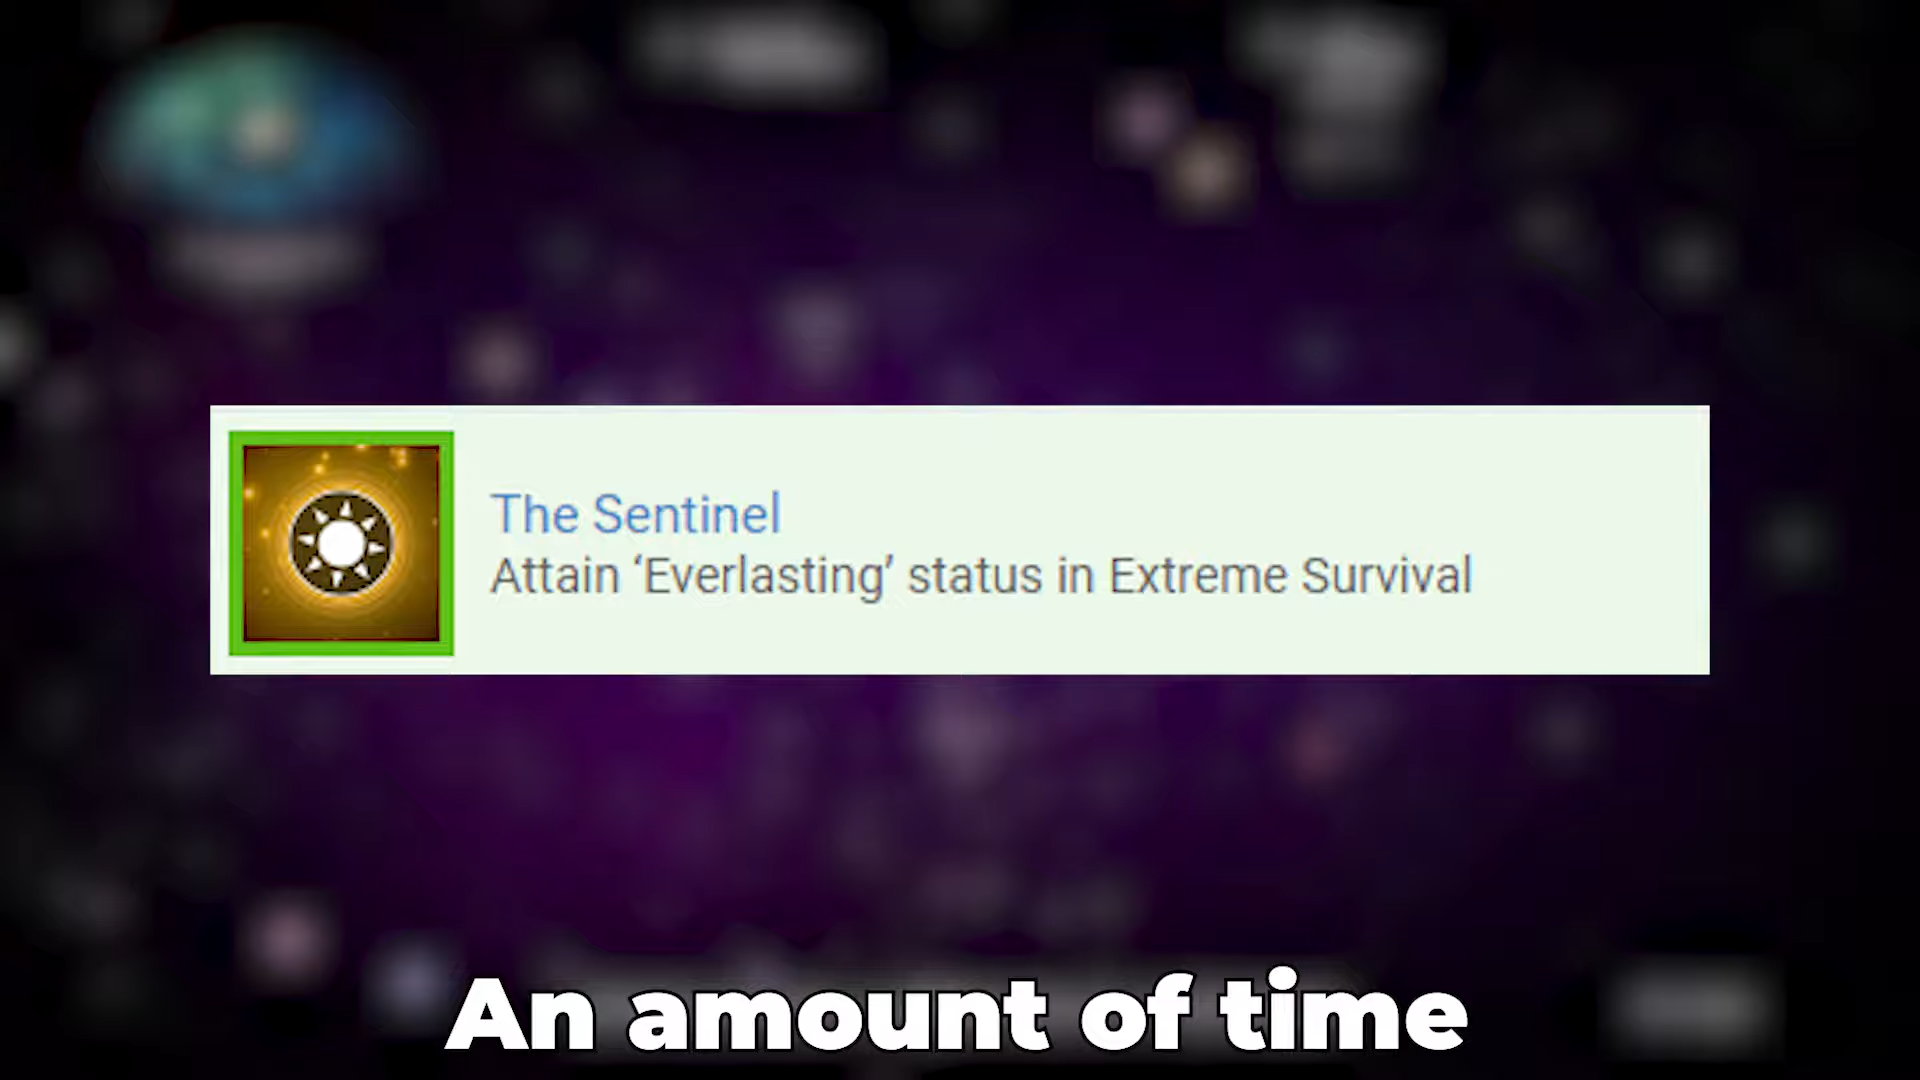 The Sentinel
Attain ‘Everlasting’ status in Extreme Survival
An amount of time